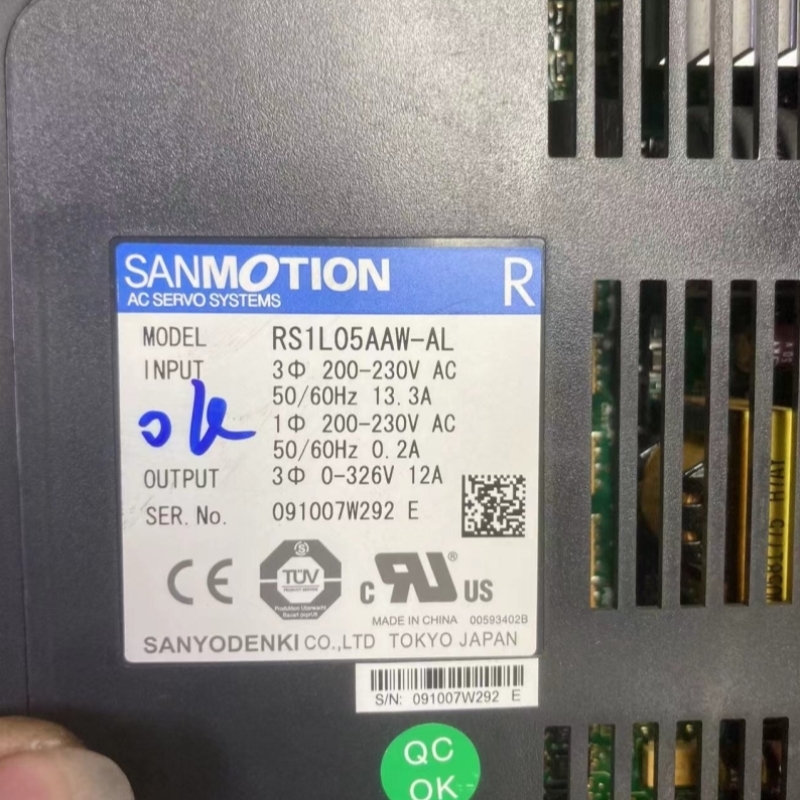 SANMOTION R
AC SERVO SYSTEMS
MODEL RS1L05AAW-AL
INPUT 3Φ 200-230V AC
50/60Hz 13.3A
1Φ 200-230V AC
50/60Hz 0.2A
ok
OUTPUT 3Φ 0-326V 12A
SER. No. 091007W292 E
CE
TÜV
c RU® US
MADE IN CHINA 00593402B
SANYODENKI CO.,LTD TOKYO JAPAN
S/N: 091007W292 E
QC
OK